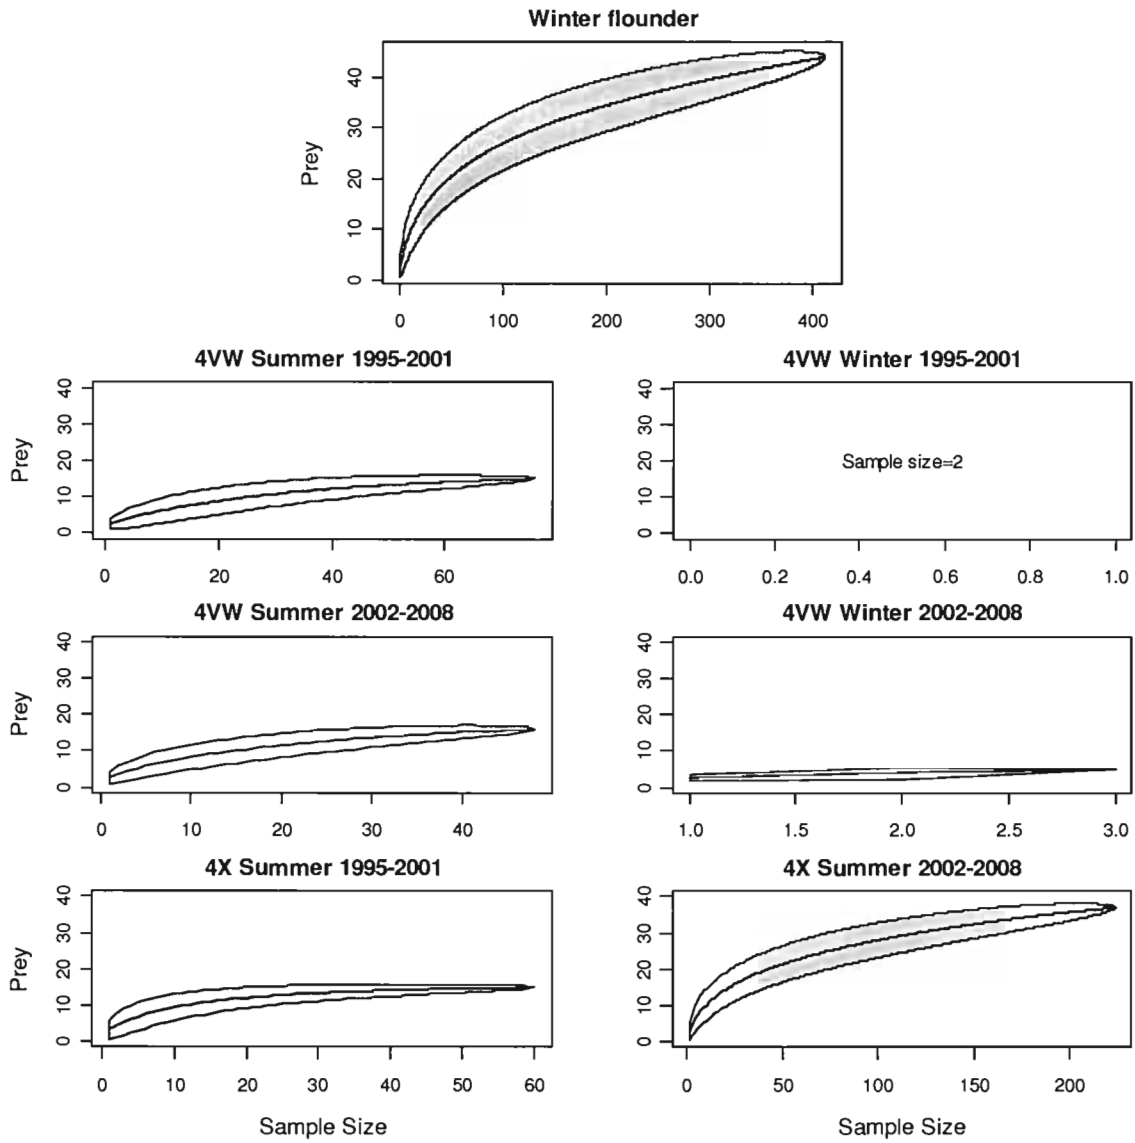 Winter flounder
Prey
40
30
20
10
0
0 100 200 300 400
4VW Summer 1995-2001
Prey
40
30
20
10
0
0 20 40 60
4VW Winter 1995-2001
40
30
20
10
0
Sample size=2
0.0 0.2 0.4 0.6 0.8 1.0
4VW Summer 2002-2008
Prey
40
30
20
10
0
0 10 20 30 40
4VW Winter 2002-2008
40
30
20
10
0
1.0 1.5 2.0 2.5 3.0
4X Summer 1995-2001
Prey
40
30
20
10
0
0 10 20 30 40 50 60
Sample Size
4X Summer 2002-2008
40
30
20
10
0
0 50 100 150 200
Sample Size